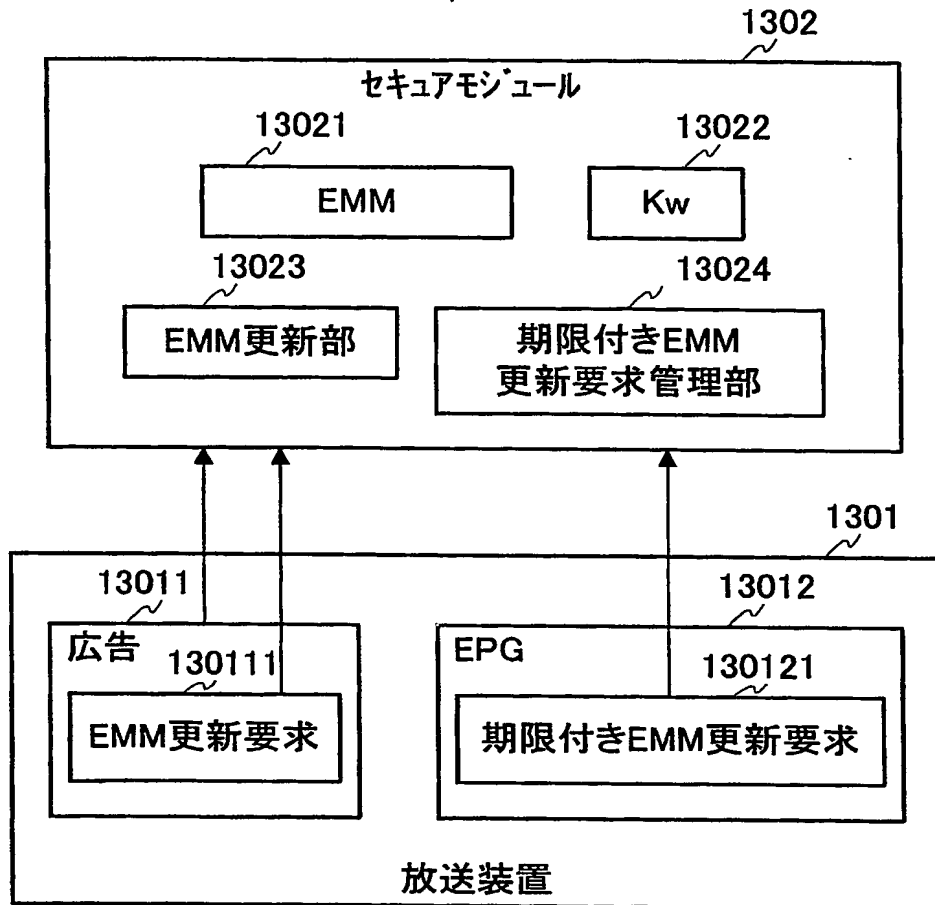 1302
セキュアモジュール
13021
13022
EMM
Kw
13023
13024
EMM更新部
期限付きEMM
更新要求管理部
1301
13011
13012
広告
EPG
130111
130121
EMM更新要求
期限付きEMM更新要求
放送装置